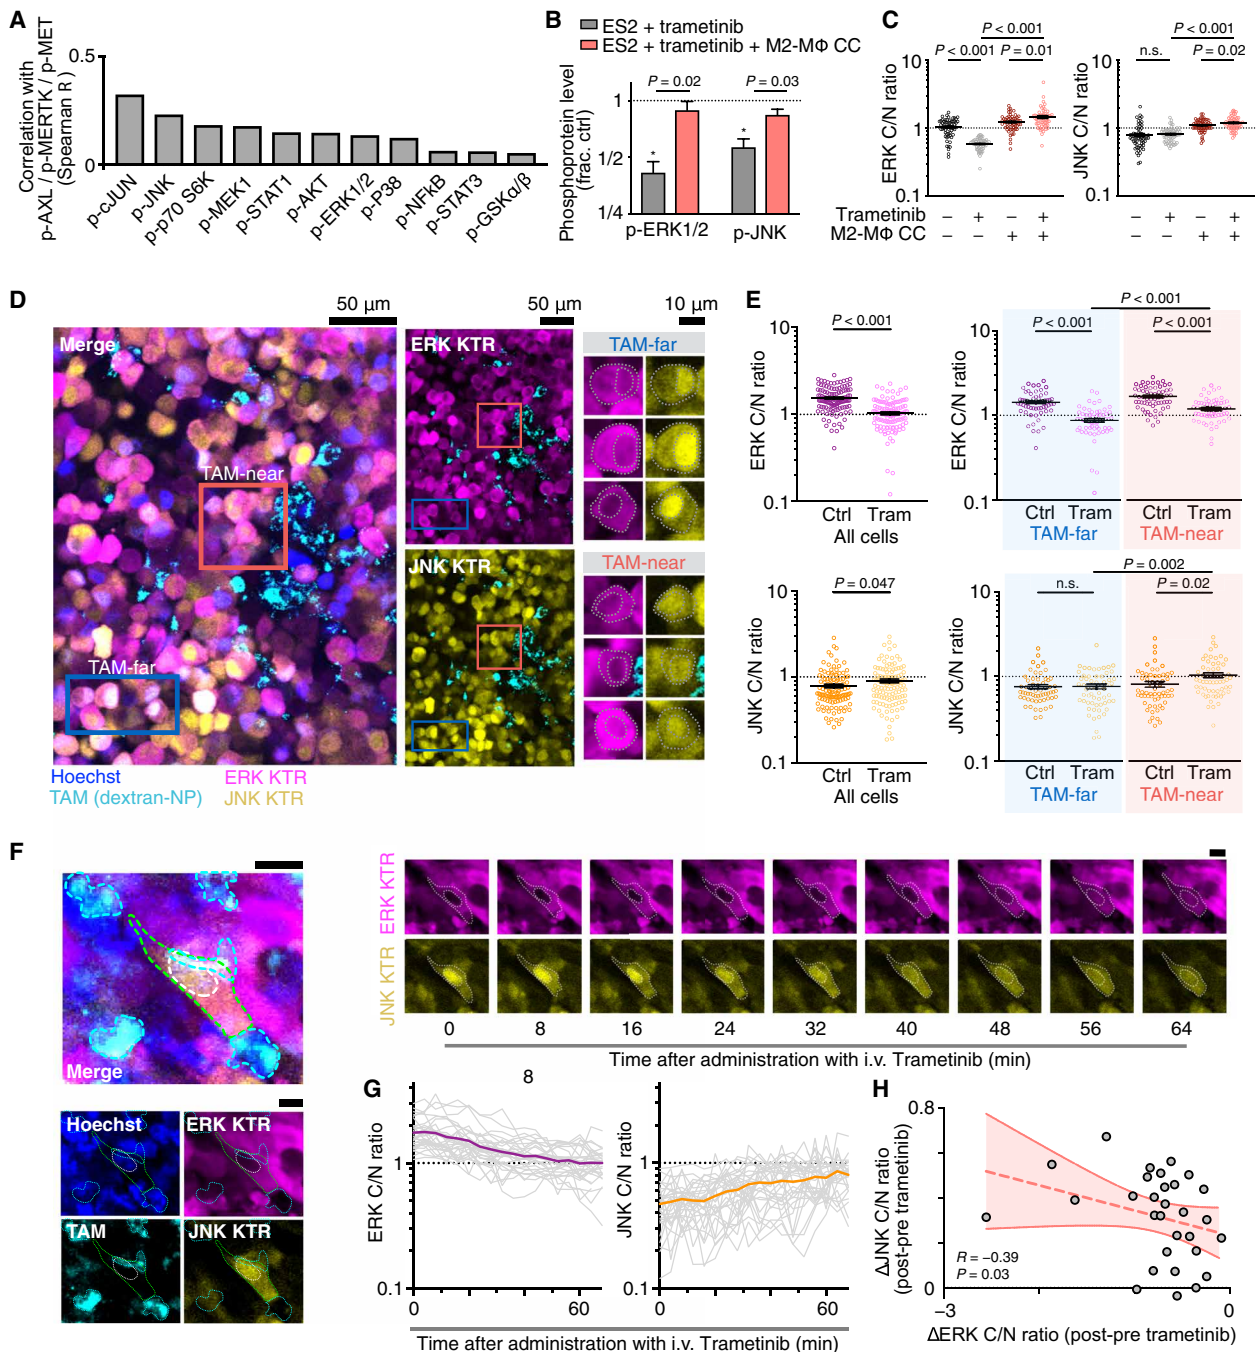 A
Correlation with
p-AXL / p-MERTK / p-MET
(Speaman R )
0.5
0
p-cJUN
p-JNK
p-p70 S6K
p-MEK1
p-STAT1
p-AKT
p-ERK1/2
p-P38
p-NFkB
p-STAT3
p-GSKα/β
B
ES2 + trametinib
ES2 + trametinib + M2-MΦ CC
Phosphoprotein level
(frac. ctrl)
P = 0.02
P = 0.03
1
1/2
1/4
*
*
p-ERK1/2
p-JNK
C
P < 0.001
P < 0.001
P = 0.01
ERK C/N ratio
10
1
0.1
P < 0.001
n.s.
P = 0.02
JNK C/N ratio
10
1
0.1
Trametinib
– + – +
– + – +
M2-MΦ CC
– – + +
– – + +
D
50 µm
50 µm
10 µm
Merge
TAM-near
TAM-far
ERK KTR
JNK KTR
TAM-far
TAM-near
Hoechst
ERK KTR
TAM (dextran-NP)
JNK KTR
E
P < 0.001
ERK C/N ratio
10
1
0.1
Ctrl Tram
All cells
P < 0.001
P < 0.001
P < 0.001
ERK C/N ratio
10
1
0.1
Ctrl Tram
TAM-far
Ctrl Tram
TAM-near
P = 0.047
JNK C/N ratio
10
1
0.1
Ctrl Tram
All cells
P = 0.002
n.s.
P = 0.02
JNK C/N ratio
10
1
0.1
Ctrl Tram
TAM-far
Ctrl Tram
TAM-near
F
Merge
Hoechst
ERK KTR
TAM
JNK KTR
ERK KTR
JNK KTR
0 8 16 24 32 40 48 56 64
Time after administration with i.v. Trametinib (min)
8
G
ERK C/N ratio
1
0.1
0 60
JNK C/N ratio
1
0.1
0 60
Time after administration with i.v. Trametinib (min)
H
ΔJNK C/N ratio
(post-pre trametinib)
0.8
0
R = –0.39
P = 0.03
–3 0
ΔERK C/N ratio (post-pre trametinib)